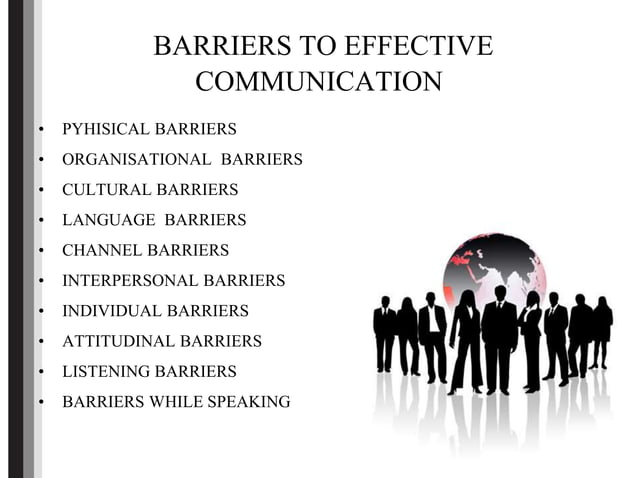 BARRIERS TO EFFECTIVE
COMMUNICATION
• PYHISICAL BARRIERS
• ORGANISATIONAL BARRIERS
• CULTURAL BARRIERS
• LANGUAGE BARRIERS
• CHANNEL BARRIERS
• INTERPERSONAL BARRIERS
• INDIVIDUAL BARRIERS
• ATTITUDINAL BARRIERS
• LISTENING BARRIERS
• BARRIERS WHILE SPEAKING